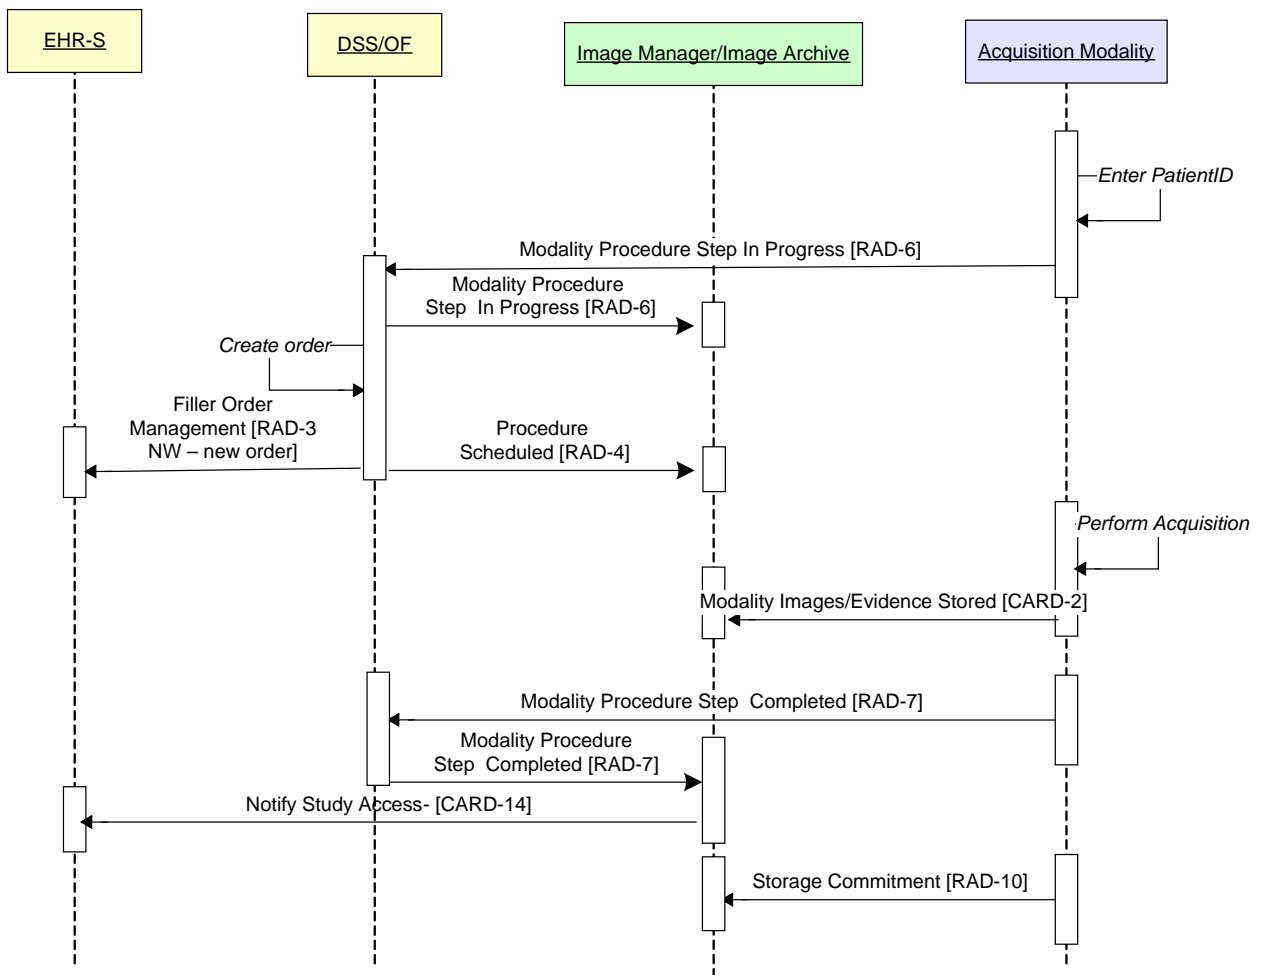 EHR-S
DSS/OF
Image Manager/Image Archive
Acquisition Modality
Enter PatientID
Modality Procedure Step In Progress [RAD-6]
Modality Procedure
Step  In Progress [RAD-6]
Create order
Filler Order
Management [RAD-3
NW – new order]
Procedure
Scheduled [RAD-4]
Perform Acquisition
Modality Images/Evidence Stored [CARD-2]
Modality Procedure Step  Completed [RAD-7]
Modality Procedure
Step  Completed [RAD-7]
Notify Study Access- [CARD-14]
Storage Commitment [RAD-10]